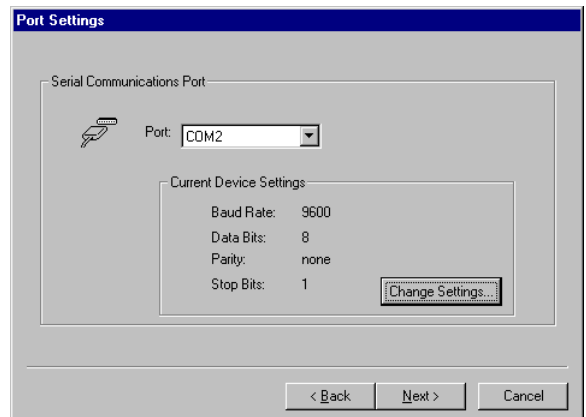 Port Settings
Serial Communications Port
Port: COM2
Current Device Settings
Baud Rate: 9600
Data Bits: 8
Parity: none
Stop Bits: 1
Change Settings...
< Back Next > Cancel